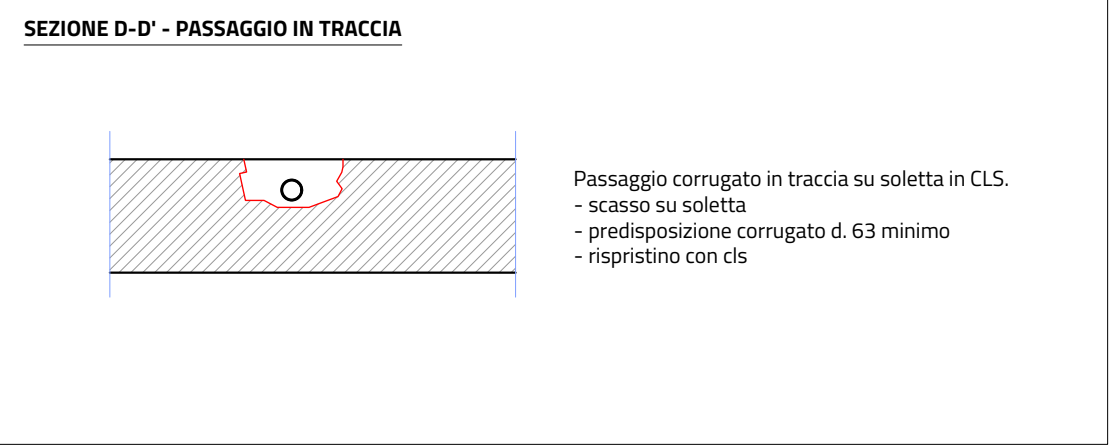 SEZIONE D-D' - PASSAGGIO IN TRACCIA
Passaggio corrugato in traccia su soletta in CLS.
- scasso su soletta
- predisposizione corrugato d. 63 minimo
- rispristino con cls